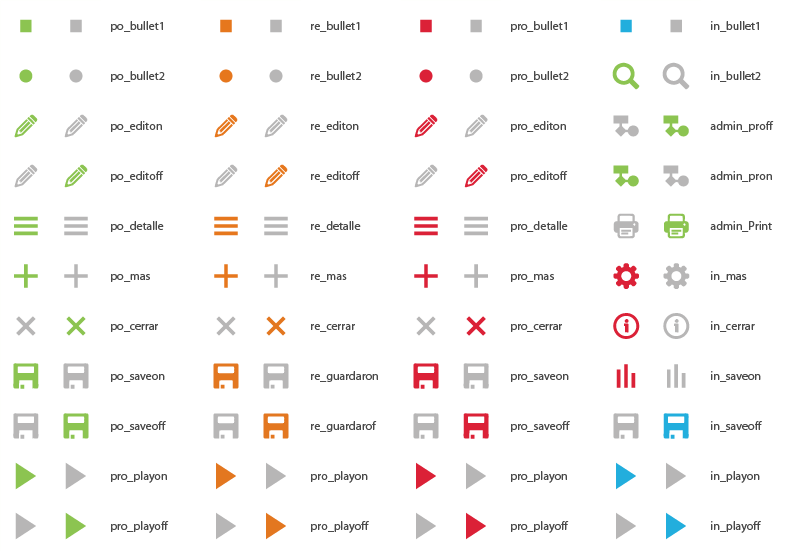 po_bullet1 re_bullet1 pro_bullet1 in_bullet1
po_bullet2 re_bullet2 pro_bullet2 in_bullet2
po_editon re_editon pro_editon admin_proff
po_editoff re_editoff pro_editoff admin_pron
po_detalle re_detalle pro_detalle admin_Print
po_mas re_mas pro_mas in_mas
po_cerrar re_cerrar pro_cerrar in_cerrar
po_saveon re_guardaron pro_saveon in_saveon
po_saveoff re_guardarof pro_saveoff in_saveoff
pro_playon pro_playon pro_playon in_playon
pro_playoff pro_playoff pro_playoff in_playoff